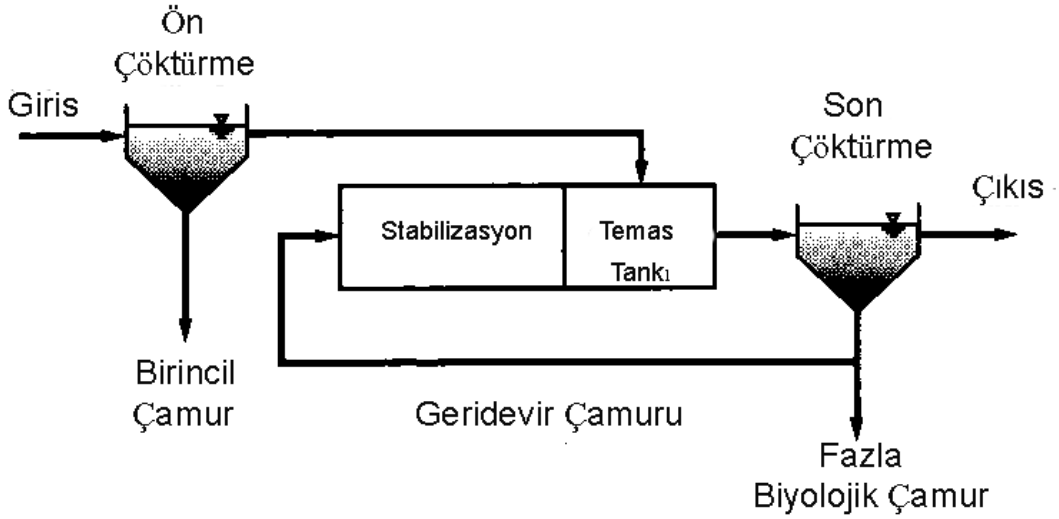 Ön
Çöktürme
Giris
Son
Çöktürme
Çıkıs
Stabilizasyon
Temas
Tankı
Birincil
Çamur
Geridevir Çamuru
Fazla
Biyolojik Çamur